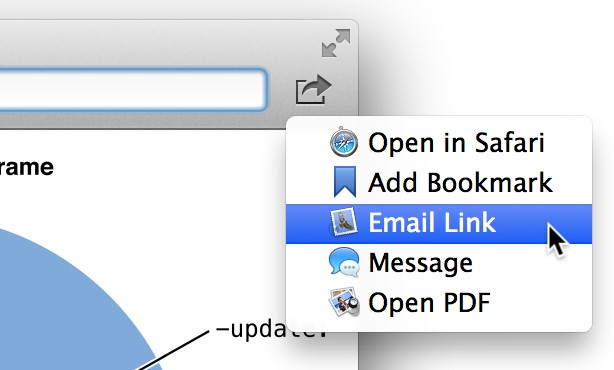 rame
Open in Safari
Add Bookmark
Email Link
Message
Open PDF
–update: